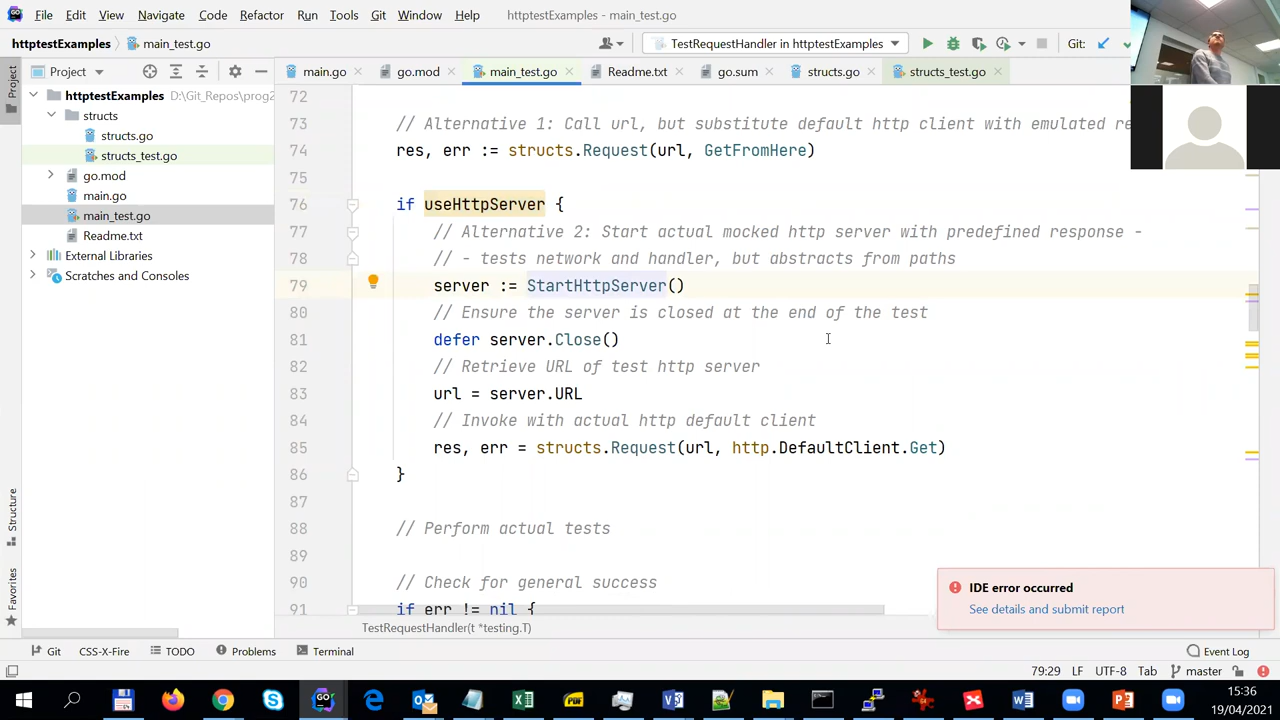 File Edit View Navigate Code Refactor Run Tools Git Window Help httptestExamples - main_test.go
httptestExamples main_test.go TestRequestHandler in httptestExamples Git:
Project main.go go.mod main_test.go Readme.txt go.sum structs.go structs_test.go
Project
httptestExamples D:\Git_Repos\prog2
structs
structs.go
structs_test.go
go.mod
main.go
main_test.go
Readme.txt
External Libraries
Scratches and Consoles
Structure
Favorites
72
73 // Alternative 1: Call url, but substitute default http client with emulated re
74 res, err := structs.Request(url, GetFromHere)
75
76 if useHttpServer {
77 // Alternative 2: Start actual mocked http server with predefined response -
78 // - tests network and handler, but abstracts from paths
79 server := StartHttpServer()
80 // Ensure the server is closed at the end of the test
81 defer server.Close()
82 // Retrieve URL of test http server
83 url = server.URL
84 // Invoke with actual http default client
85 res, err = structs.Request(url, http.DefaultClient.Get)
86 }
87
88 // Perform actual tests
89
90 // Check for general success
91 if err != nil {
TestRequestHandler(t *testing.T)
IDE error occurred
See details and submit report
Git CSS-X-Fire TODO Problems Terminal Event Log
79:29 LF UTF-8 Tab master
PDF
15:36
19/04/2021